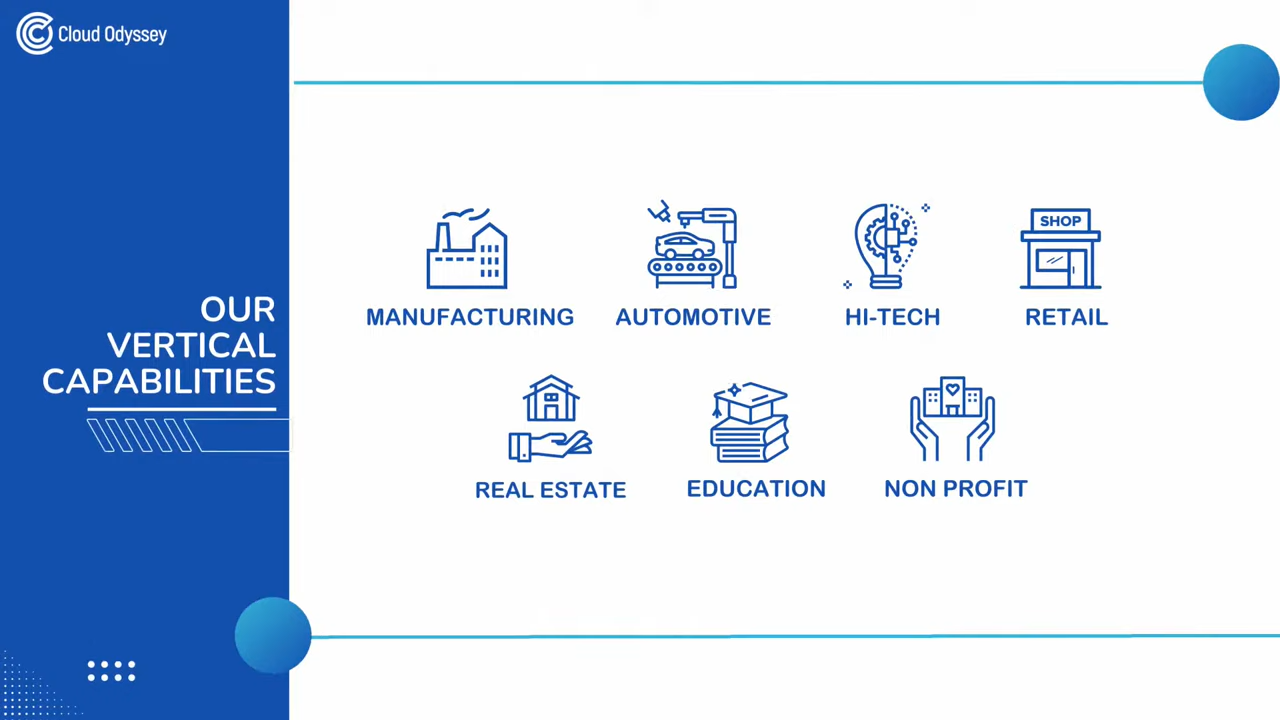 Cloud Odyssey
OUR
VERTICAL
CAPABILITIES
SHOP
MANUFACTURING
AUTOMOTIVE
HI-TECH
RETAIL
REAL ESTATE
EDUCATION
NON PROFIT